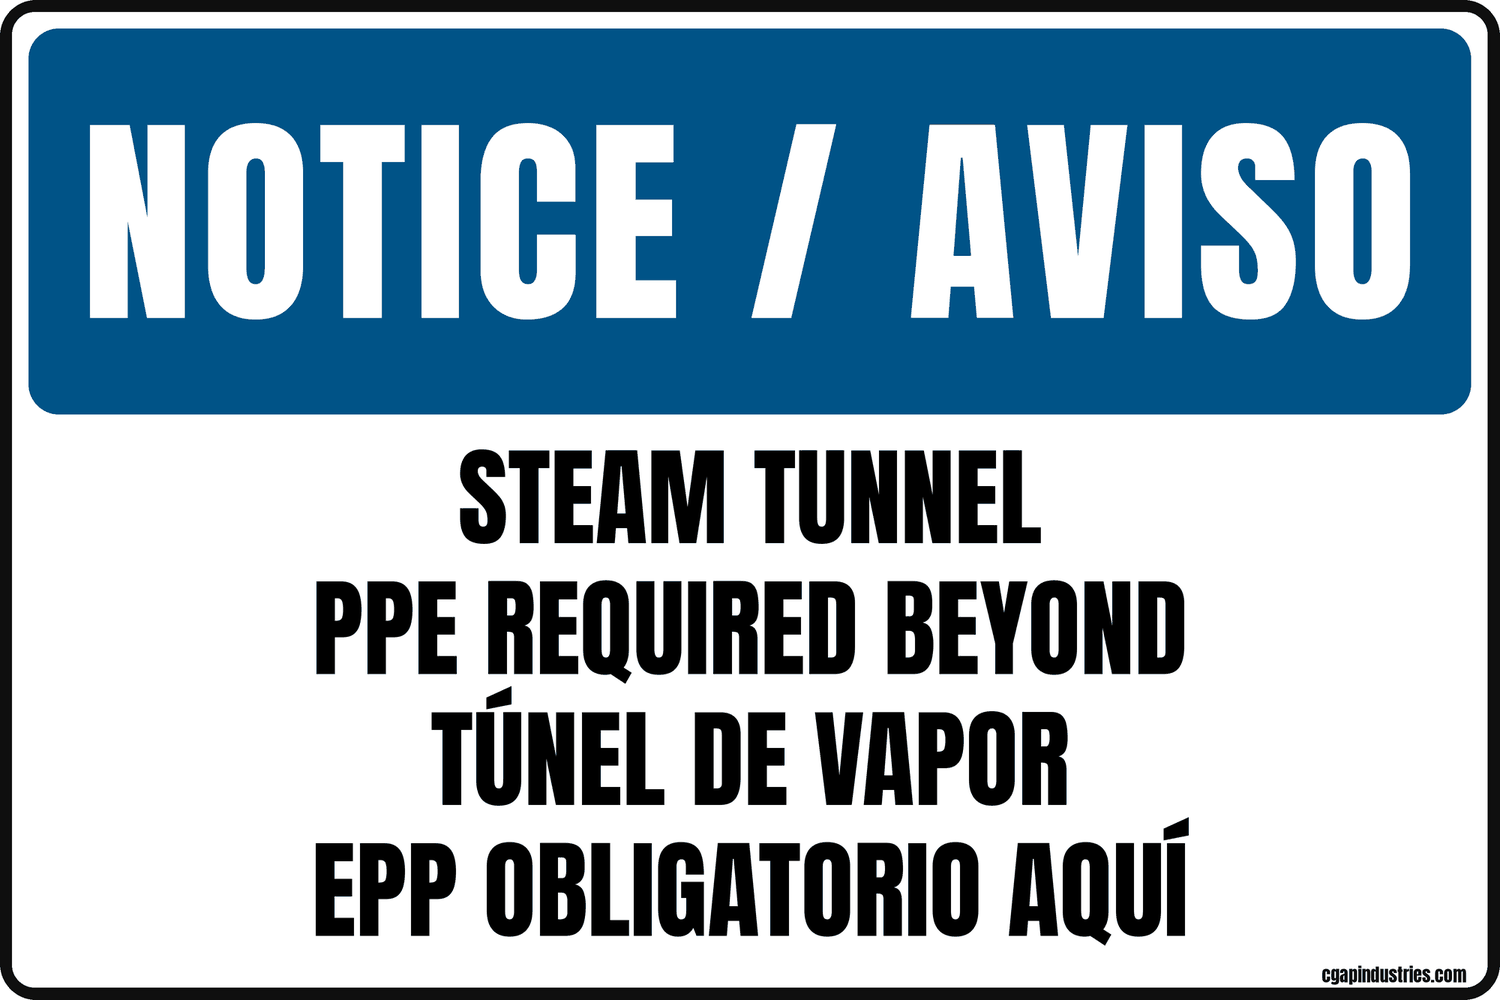 NOTICE / AVISO
STEAM TUNNEL
PPE REQUIRED BEYOND
TÚNEL DE VAPOR
EPP OBLIGATORIO AQUÍ
cgapindustries.com